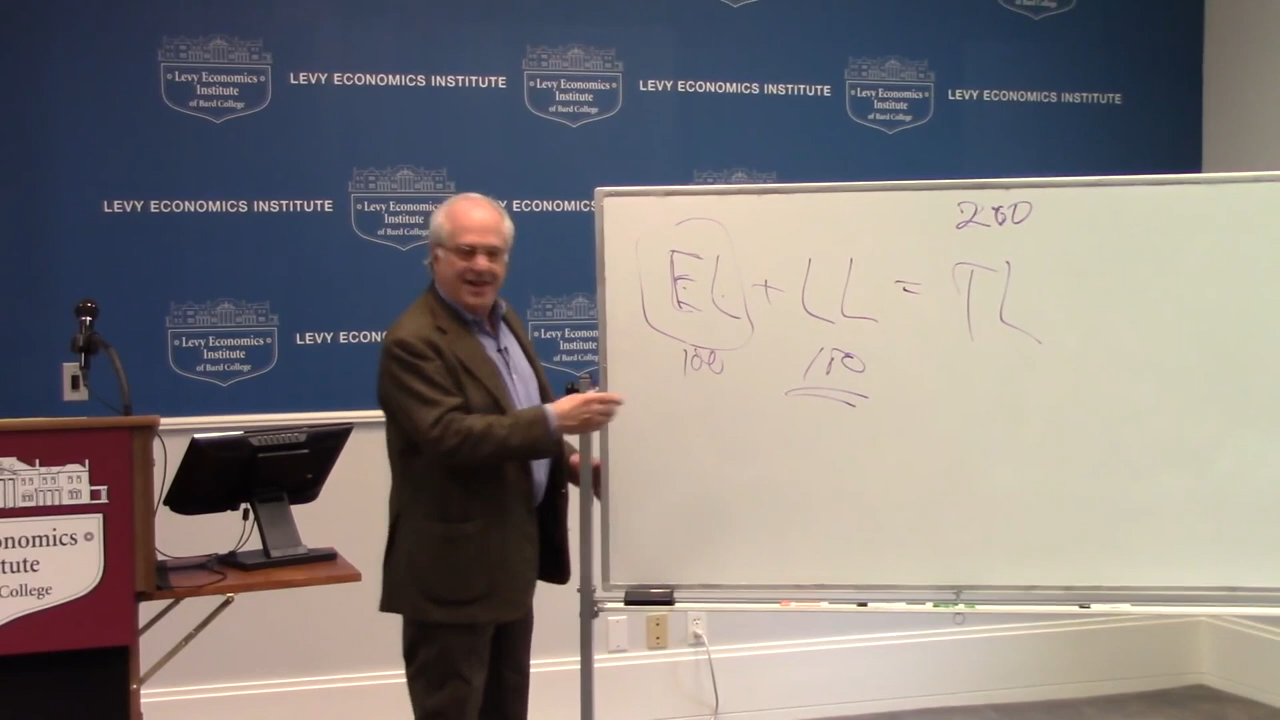 Levy Economics Institute of Bard College
LEVY ECONOMICS INSTITUTE
Levy Economics Institute of Bard College
LEVY ECONOMICS INSTITUTE
Levy Economics Institute of Bard College
LEVY ECONOMICS INSTITUTE
LEVY ECONOMICS INSTITUTE
Levy Economics Institute of Bard College
LEVY ECONOMICS INS
200
EL + LL = TL
100 100
Levy Economics Institute of Bard College
LEVY ECONO
Levy Economics Institute of Bard College
onomics
tute
College